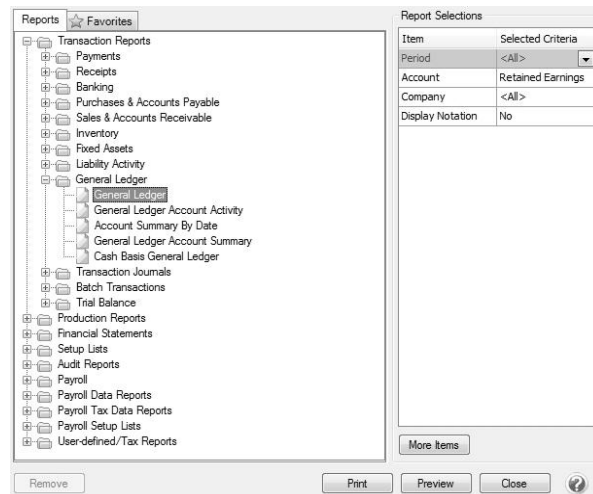 Reports
Favorites
Transaction Reports
Payments
Receipts
Banking
Purchases & Accounts Payable
Sales & Accounts Receivable
Inventory
Fixed Assets
Liability Activity
General Ledger
General Ledger
General Ledger Account Activity
Account Summary By Date
General Ledger Account Summary
Cash Basis General Ledger
Transaction Journals
Batch Transactions
Trial Balance
Production Reports
Financial Statements
Setup Lists
Audit Reports
Payroll
Payroll Data Reports
Payroll Tax Data Reports
Payroll Setup Lists
User-defined/Tax Reports
Report Selections
Item Selected Criteria
Period <All>
Account Retained Earnings
Company <All>
Display Notation No
More Items
Remove Print Preview Close ?